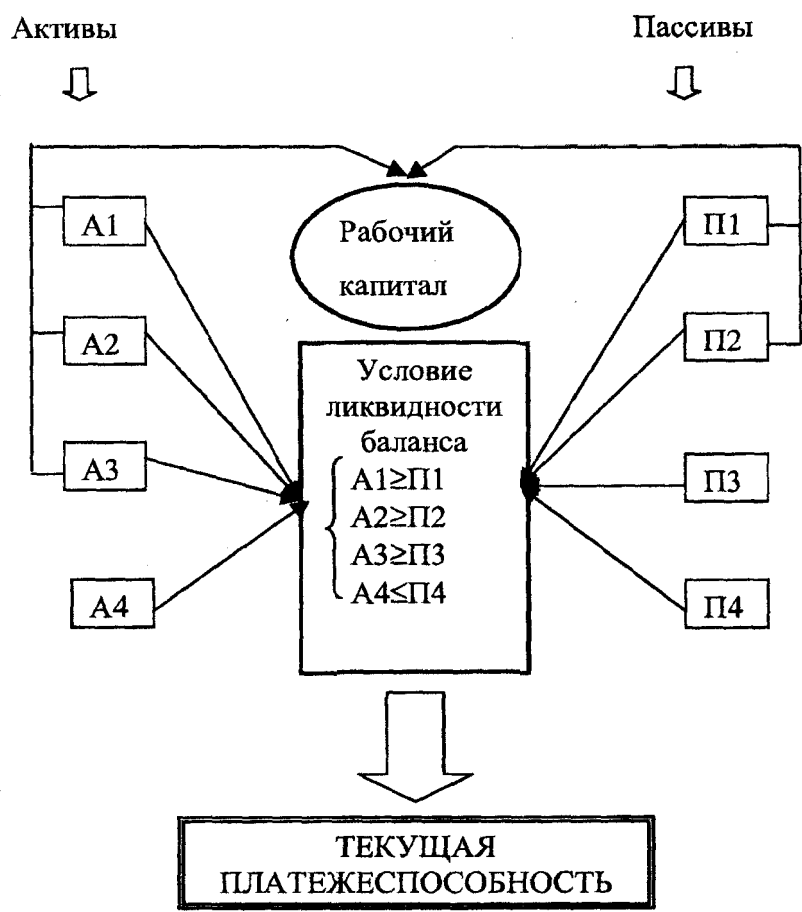 Активы
Пассивы
Рабочий
капитал
А1
П1
А2
П2
А3
П3
А4
П4
Условие
ликвидности
баланса
А1≥П1
А2≥П2
А3≥П3
А4≤П4
ТЕКУЩАЯ
ПЛАТЕЖЕСПОСОБНОСТЬ